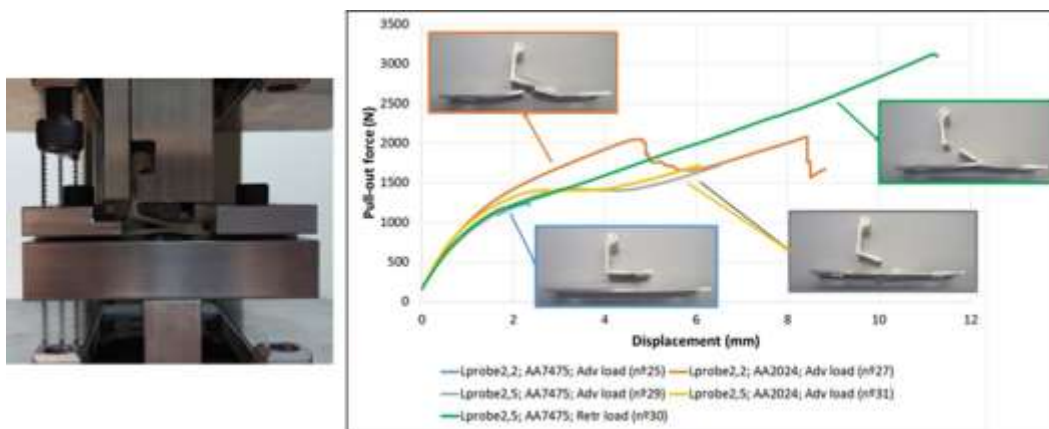 Pull-out force (N)
3500
3000
2500
2000
1500
1000
500
0
0 2 4 6 8 10 12
Displacement (mm)
Lprobe2,2; AA7475; Adv load (nº25) Lprobe2,2; AA2024; Adv load (nº27)
Lprobe2,5; AA7475; Adv load (nº29) Lprobe2,5; AA2024; Adv load (nº31)
Lprobe2,5; AA7475; Retr load (nº30)